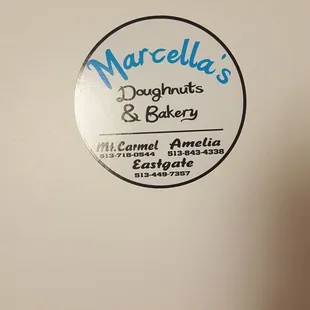 Marcella's
Doughnuts
& Bakery
Mt. Carmel Amelia
513-718-0544 513-843-4338
Eastgate
513-449-7357